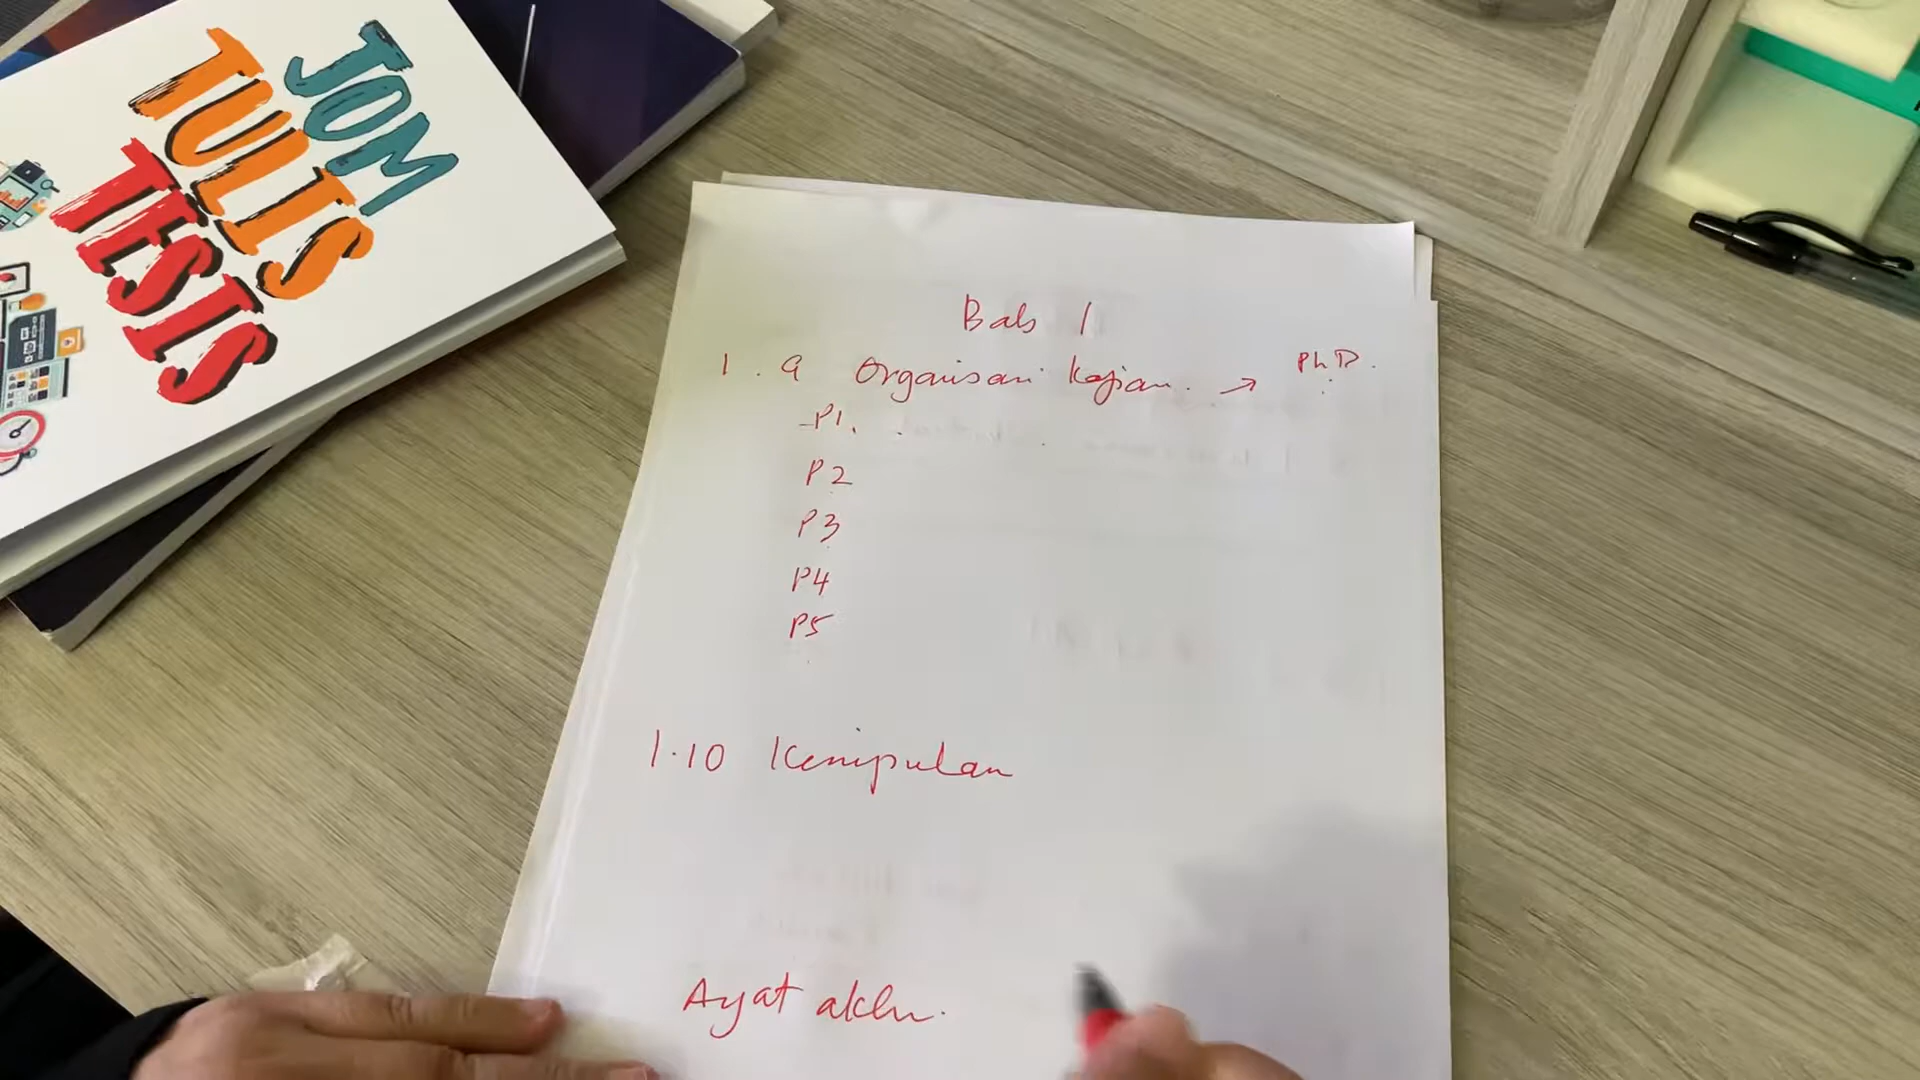 JOM
TULIS
TESIS
Bab 1
1.9 Organisasi Kajian. → PhD.
P1.
P2
P3
P4
P5
1.10 Kesimpulan
Ayat akhir.